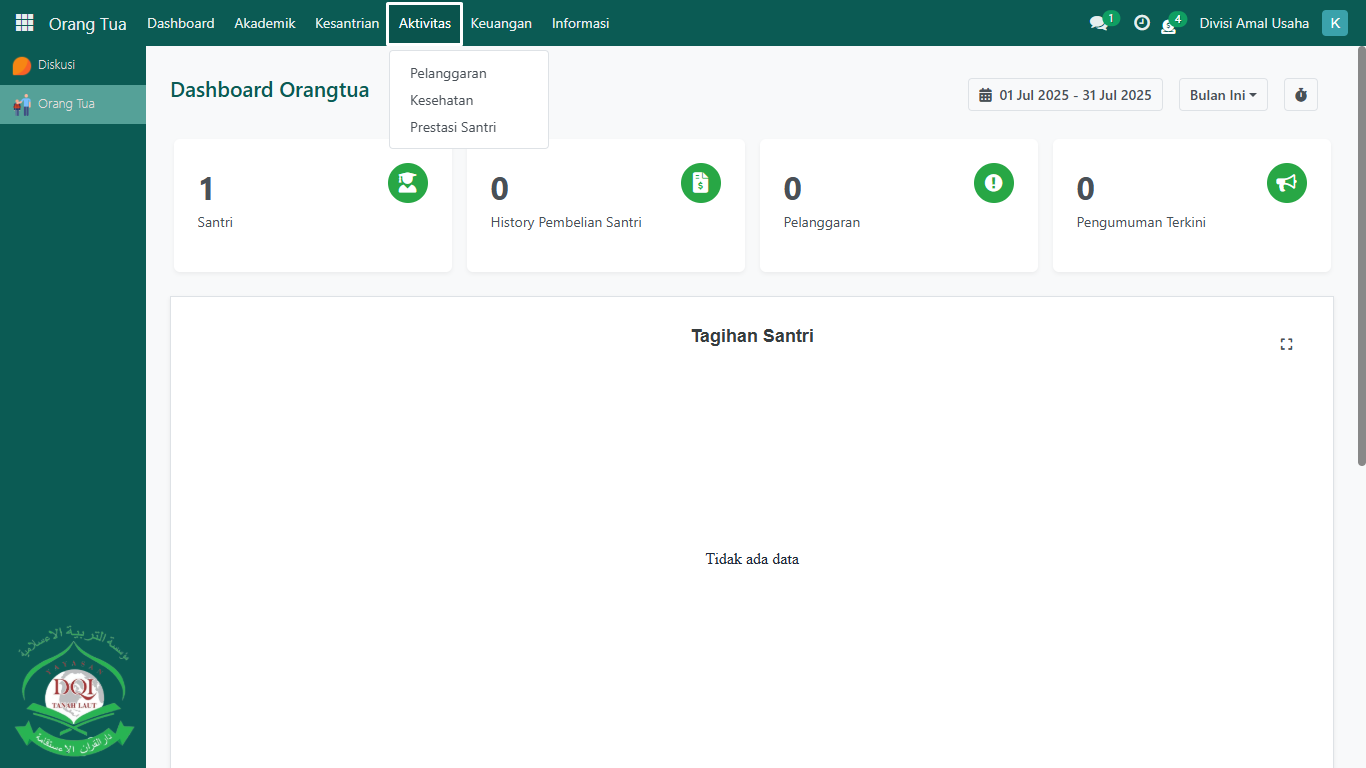 Orang Tua Dashboard Akademik Kesantrian Aktivitas Keuangan Informasi 1 4 Divisi Amal Usaha K
Diskusi
Orang Tua
Pelanggaran
Kesehatan
Prestasi Santri
Dashboard Orangtua
01 Jul 2025 - 31 Jul 2025 Bulan Ini
1
Santri
0
History Pembelian Santri
0
Pelanggaran
0
Pengumuman Terkini
Tagihan Santri
Tidak ada data
مؤسسة التربية الاسلامية
YAYASAN
DQI
TANAH LAUT
دار القرآن الاستقامة